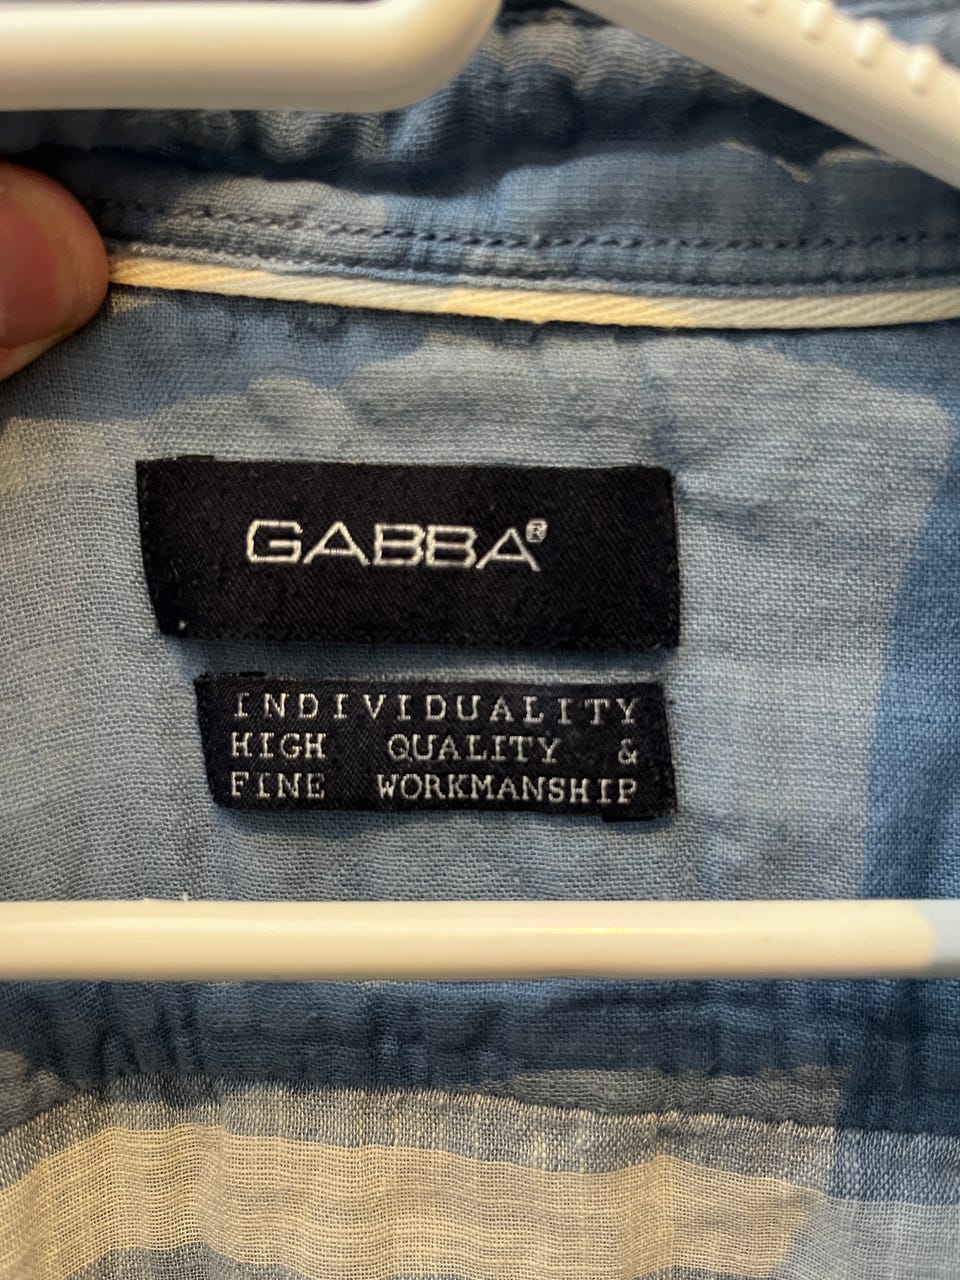 GABBA®
INDIVIDUALITY
HIGH QUALITY &
FINE WORKMANSHIP